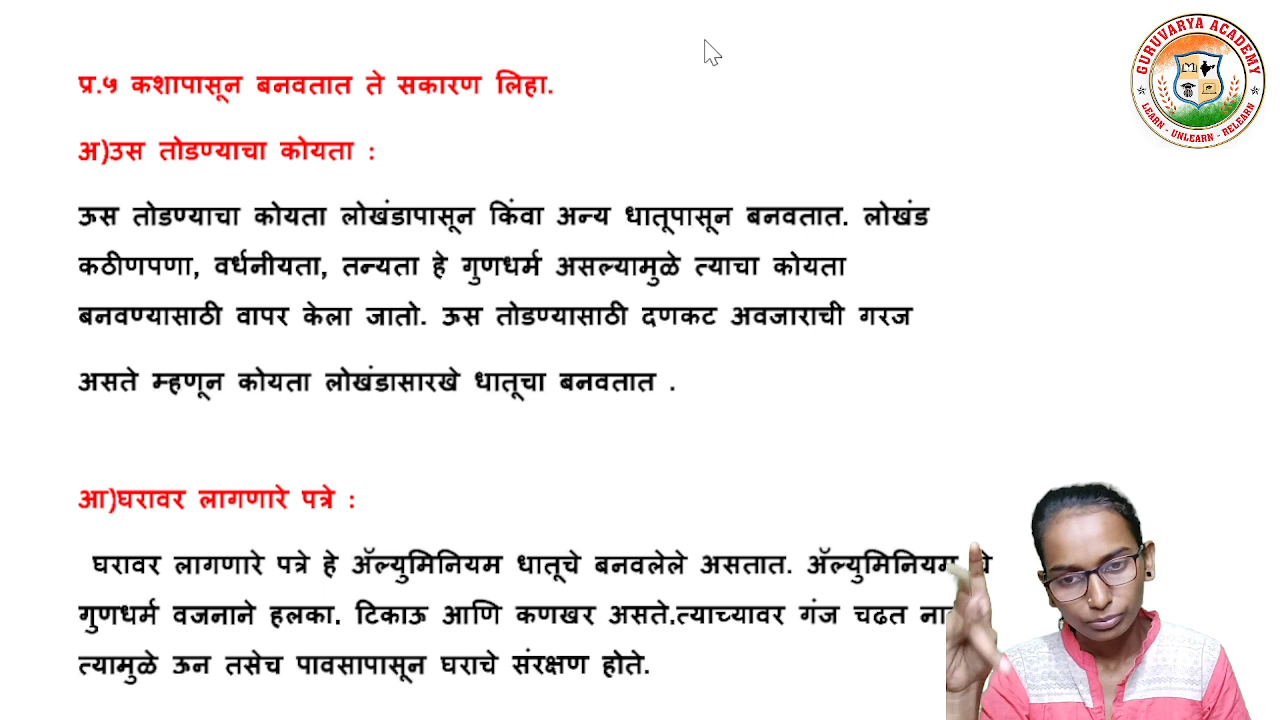 GURUVARYA ACADEMY
LEARN - UNLEARN - RELEARN
प्र.५ कशापासून बनवतात ते सकारण लिहा.
अ)उस तोडण्याचा कोयता :
ऊस तोडण्याचा कोयता लोखंडापासून किंवा अन्य धातूपासून बनवतात. लोखंड
कठीणपणा, वर्धनीयता, तन्यता हे गुणधर्म असल्यामुळे त्याचा कोयता
बनवण्यासाठी वापर केला जातो. ऊस तोडण्यासाठी दणकट अवजाराची गरज
असते म्हणून कोयता लोखंडासारखे धातूचा बनवतात .
आ)घरावर लागणारे पत्रे :
घरावर लागणारे पत्रे हे ॲल्युमिनियम धातूचे बनवलेले असतात. ॲल्युमिनियम
गुणधर्म वजनाने हलका. टिकाऊ आणि कणखर असते.त्याच्यावर गंज चढत
त्यामुळे ऊन तसेच पावसापासून घराचे संरक्षण होते.